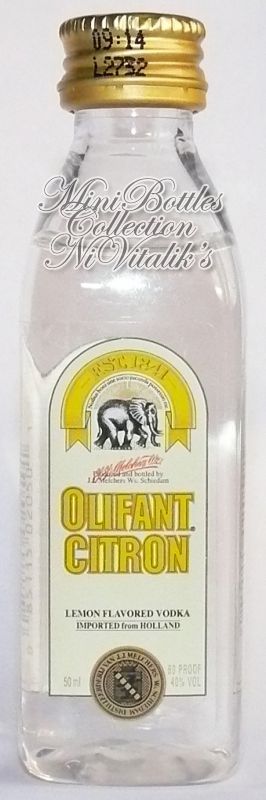 09:14
L2732
Mini Bottles
Collection
NiVitalik's
EST. 1841
Produced and bottled by
J.J. Melchers Wz. Schiedam
OLIFANT
CITRON
LEMON FLAVORED VODKA
IMPORTED from HOLLAND
50 ml
80 PROOF
40% VOL